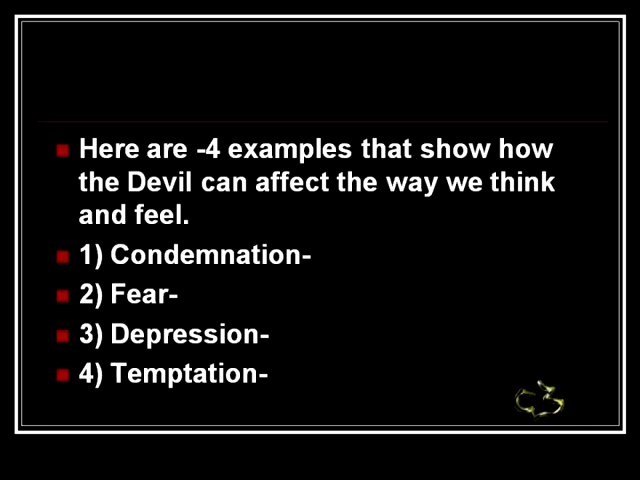 Here are -4 examples that show how
the Devil can affect the way we think
and feel.
1) Condemnation-
2) Fear-
3) Depression-
4) Temptation-
C3